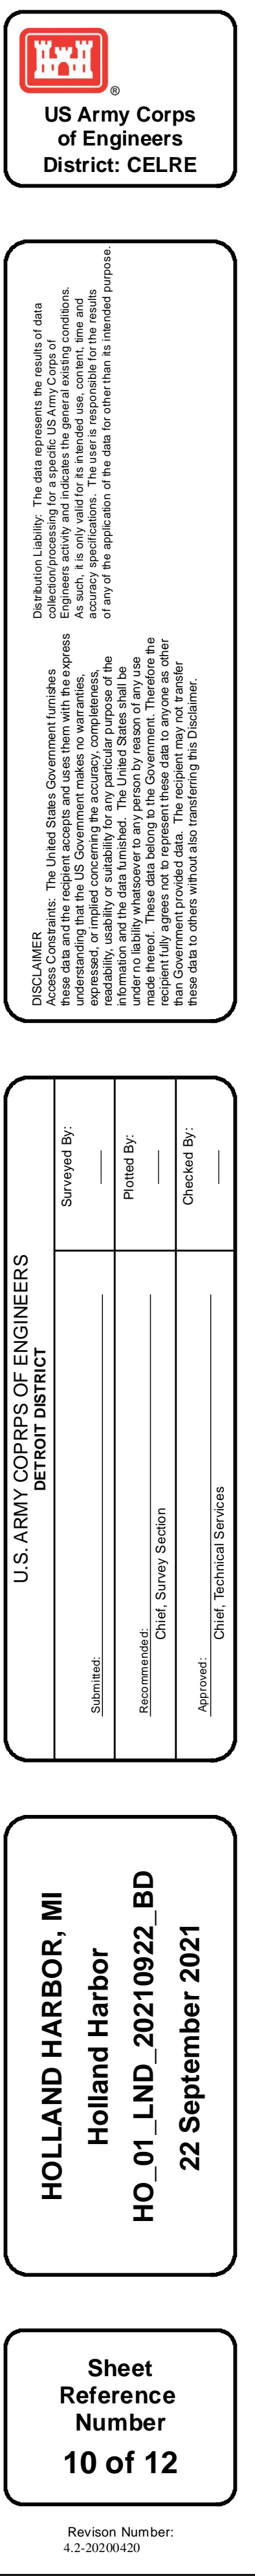 US Army Corps
of Engineers
District: CELRE
®
DISCLAIMER
Access Constraints: The United States Government furnishes
these data and the recipient accepts and uses them with the express
understanding that the US Government makes no warranties,
expressed, or implied concerning the accuracy, completeness,
readability, usability or suitability for any particular purpose of the
information and the data furnished. The United States shall be
under no liability whatsoever to any person by reason of any use
made thereof. These data belong to the Government. Therefore the
recipient fully agrees not to represent these data to anyone as other
than Government provided data. The recipient may not transfer
these data to others without also transferring this Disclaimer.
Distribution Liability: The data represents the results of data
collection/processing for a specific US Army Corps of
Engineers activity and indicates the general existing conditions.
As such, it is only valid for its intended use, content, time and
accuracy specifications. The user is responsible for the results
of any of the application of the data for other than its intended purpose.
U.S. ARMY COPRPS OF ENGINEERS
DETROIT DISTRICT
Submitted:
Surveyed By:
Recommended:
Chief, Survey Section
Plotted By:
Approved:
Chief, Technical Services
Checked By:
HOLLAND HARBOR, MI
Holland Harbor
HO_01_LND_20210922_BD
22 September 2021
Sheet
Reference
Number
10 of 12
Revison Number:
4.2-20200420